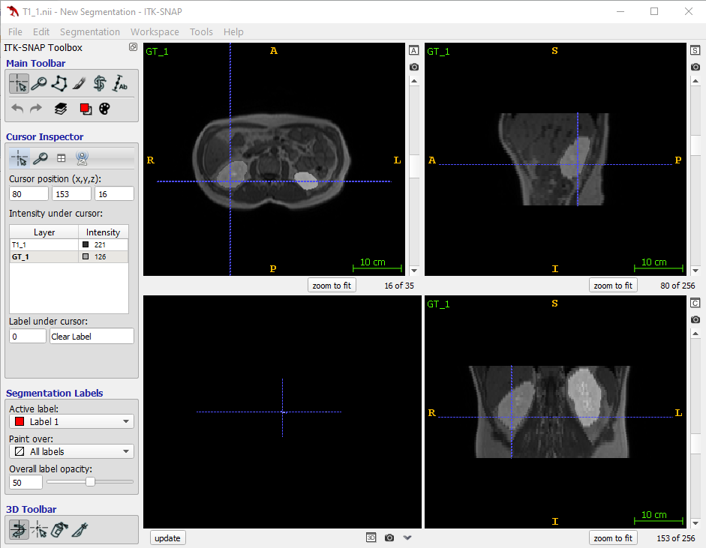 T1_1.nii - New Segmentation - ITK-SNAP
File Edit Segmentation Workspace Tools Help
ITK-SNAP Toolbox
Main Toolbar
Ab
Cursor Inspector
Cursor position (x,y,z):
80 153 16
Intensity under cursor:
Layer Intensity
T1_1 221
GT_1 126
Label under cursor:
0 Clear Label
Segmentation Labels
Active label:
Label 1
Paint over:
All labels
Overall label opacity:
50
3D Toolbar
GT_1
A
R
L
P
10 cm
A
zoom to fit
16 of 35
GT_1
S
A
P
I
10 cm
S
zoom to fit
80 of 256
update
3D
GT_1
S
R
L
I
10 cm
C
zoom to fit
153 of 256